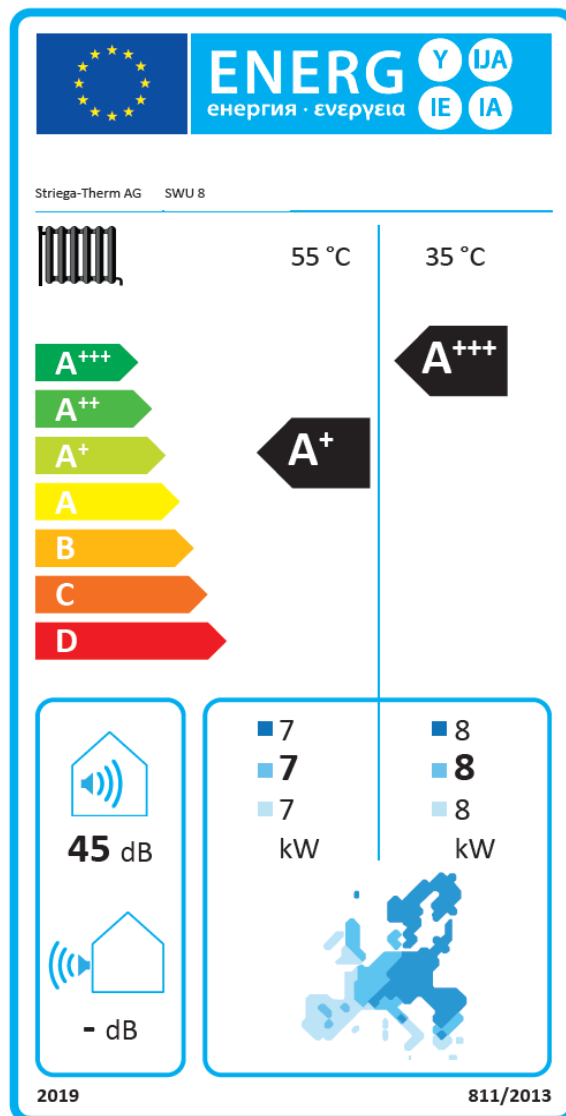 ENERG Y IJA
енергия · ενεργεια IE IA
Striega-Therm AG SWU 8
55 °C 35 °C
A+++ A+++
A++
A+ A+
A
B
C
D
7 8
7 8
7 8
kW kW
45 dB
- dB
2019 811/2013